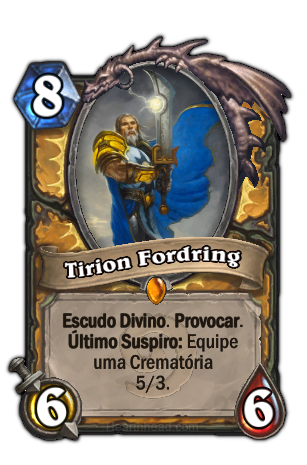 8
Tirion Fordring
Escudo Divino. Provocar.
Último Suspiro: Equipe
uma Crematória
5/3.
6
6